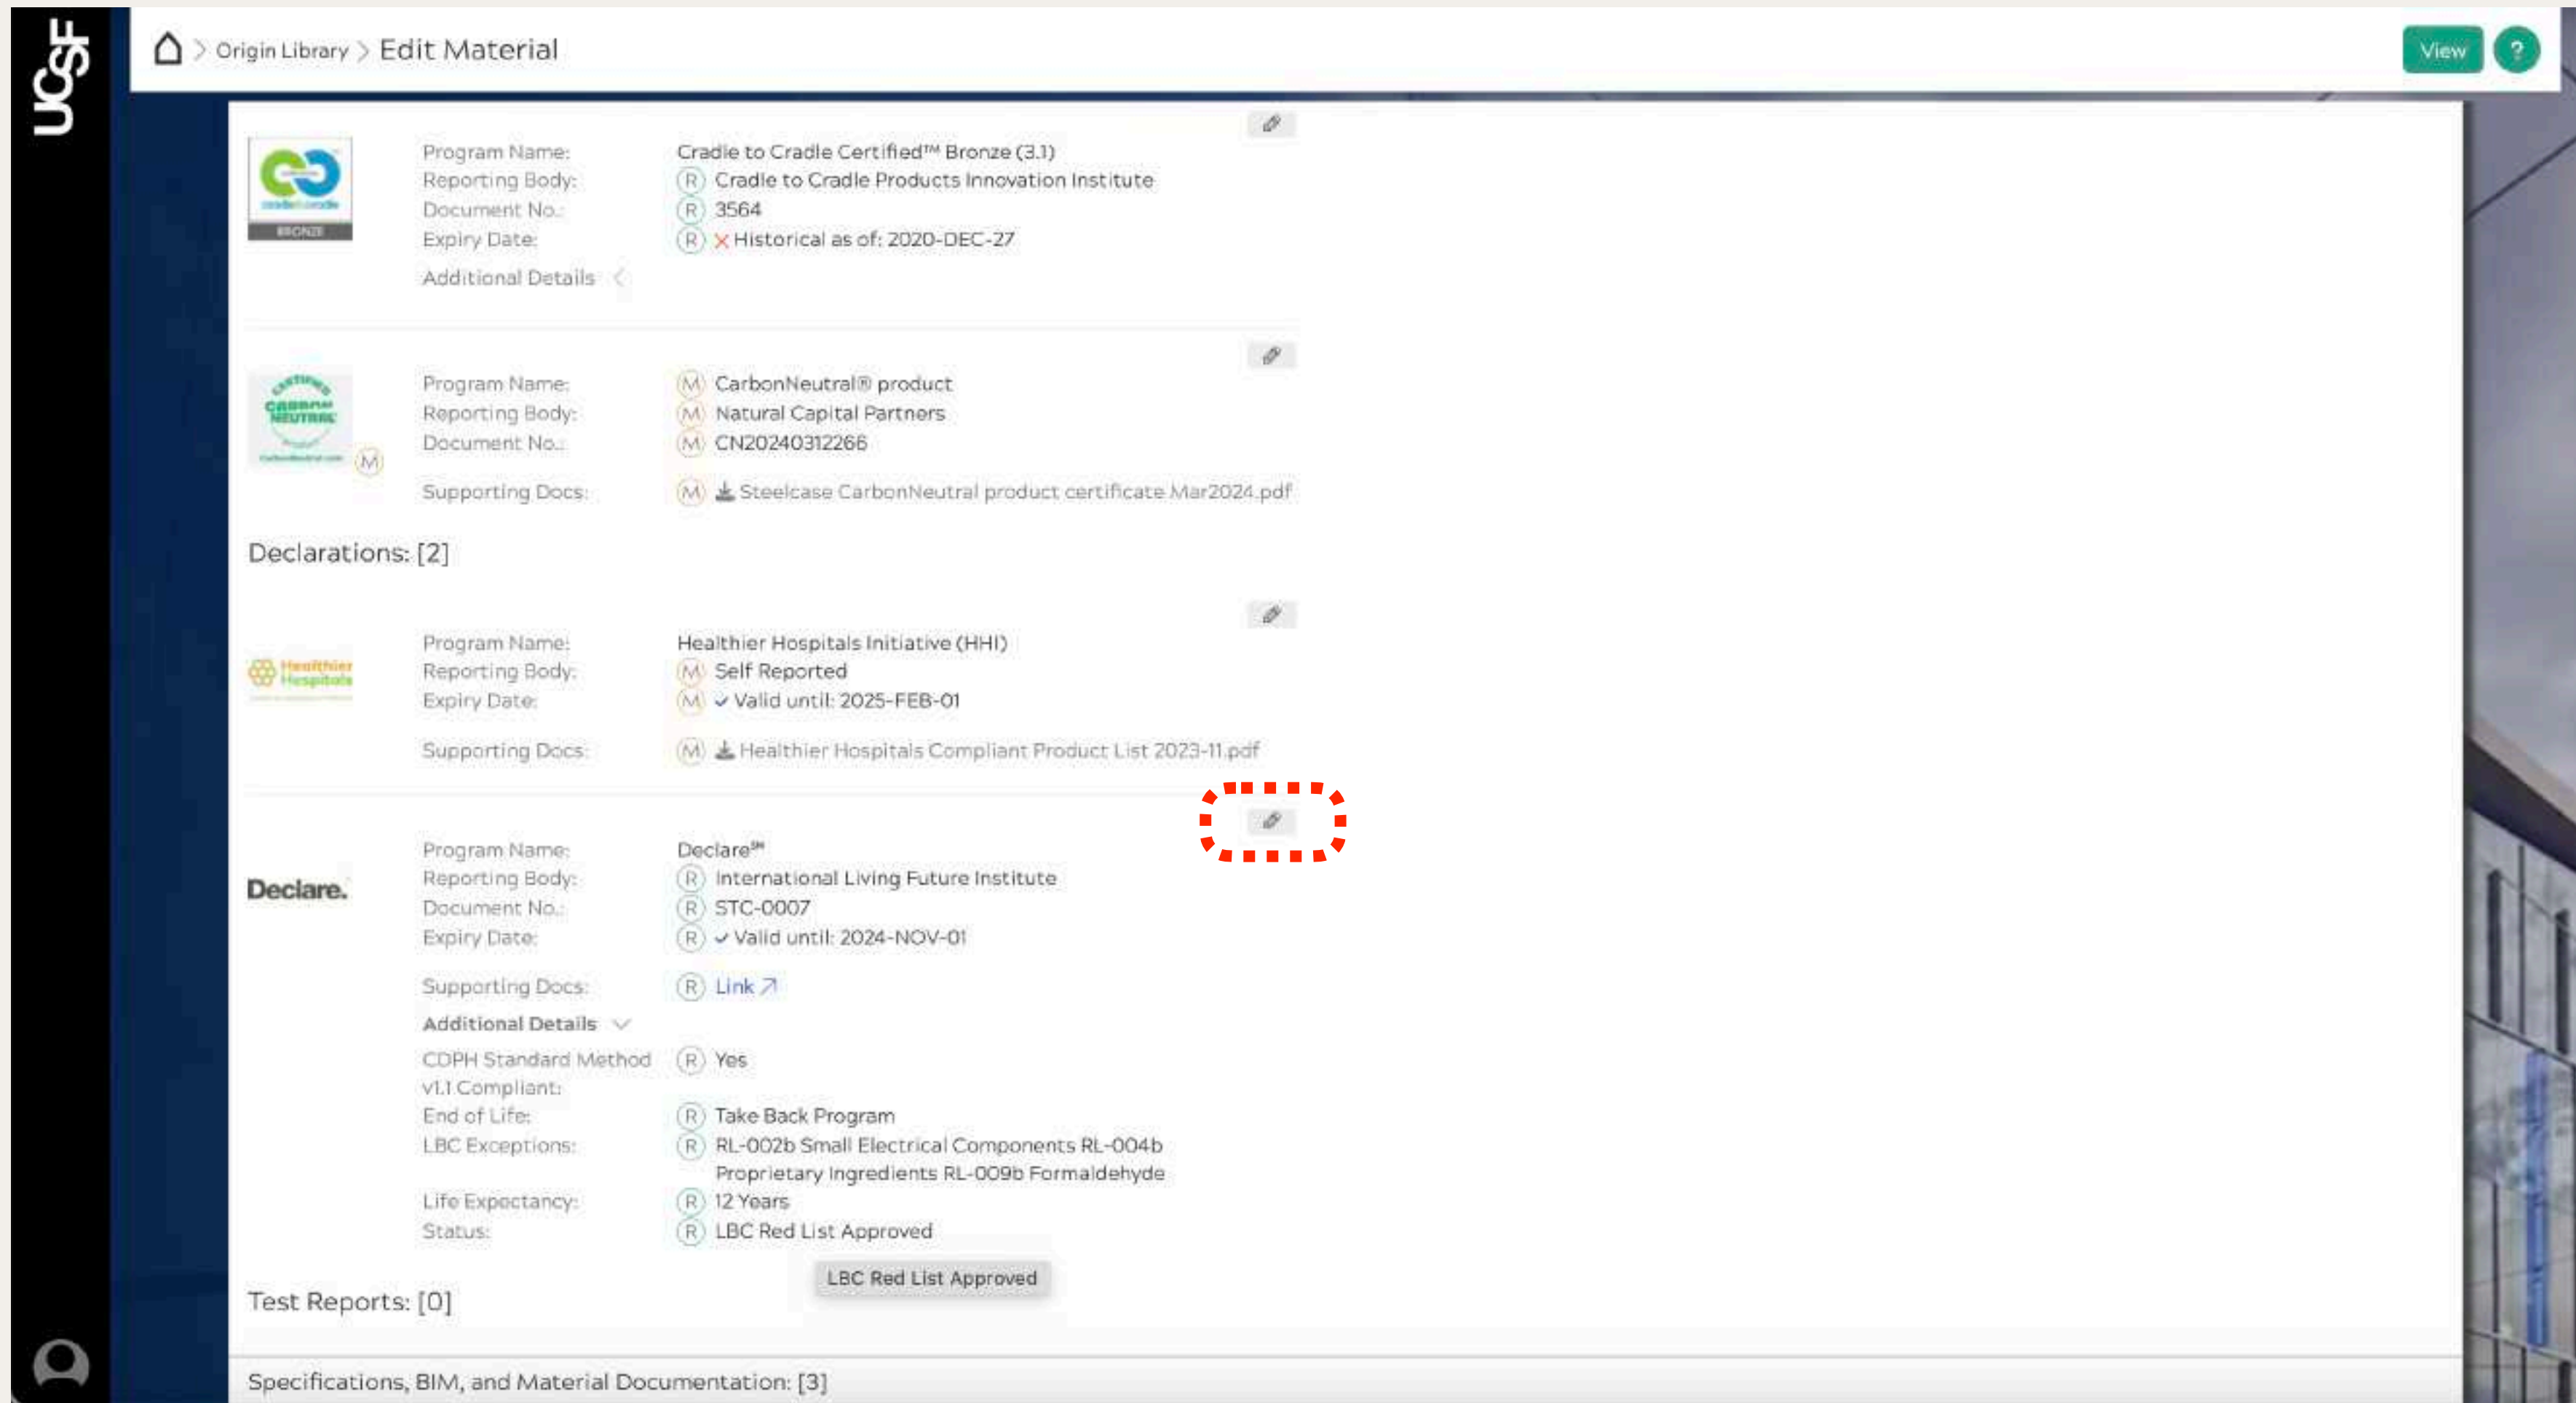 UCSF
> Origin Library > Edit Material
View ?
BRONZE
Program Name: Cradle to Cradle Certified™ Bronze (3.1)
Reporting Body: (R) Cradle to Cradle Products Innovation Institute
Document No.: (R) 3564
Expiry Date: (R) × Historical as of: 2020-DEC-27
Additional Details <
CERTIFIED
CARBON
NEUTRAL
Program Name: (M) CarbonNeutral® product
Reporting Body: (M) Natural Capital Partners
Document No.: (M) CN20240312266
(M)
Supporting Docs: (M) Steelcase CarbonNeutral product certificate Mar2024.pdf
Declarations: [2]
Healthier
Hospitals
Program Name: Healthier Hospitals Initiative (HHI)
Reporting Body: (M) Self Reported
Expiry Date: (M) ✓ Valid until: 2025-FEB-01
Supporting Docs: (M) Healthier Hospitals Compliant Product List 2023-11.pdf
Declare.
Program Name: Declare℠
Reporting Body: (R) International Living Future Institute
Document No.: (R) STC-0007
Expiry Date: (R) ✓ Valid until: 2024-NOV-01
Supporting Docs: (R) Link ↗
Additional Details
CDPH Standard Method (R) Yes
v1.1 Compliant:
End of Life: (R) Take Back Program
LBC Exceptions: (R) RL-002b Small Electrical Components RL-004b
Proprietary Ingredients RL-009b Formaldehyde
Life Expectancy: (R) 12 Years
Status: (R) LBC Red List Approved
LBC Red List Approved
Test Reports: [0]
Specifications, BIM, and Material Documentation: [3]